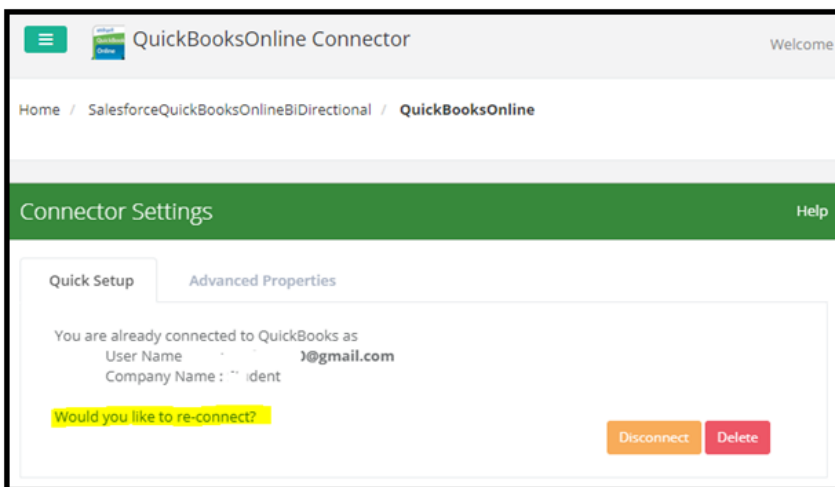 QuickBooksOnline Connector
Welcome
Home / SalesforceQuickBooksOnlineBiDirectional / QuickBooksOnline
Connector Settings
Help
Quick Setup
Advanced Properties
You are already connected to QuickBooks as
User Name @gmail.com
Company Name :
Would you like to re-connect?
Disconnect
Delete